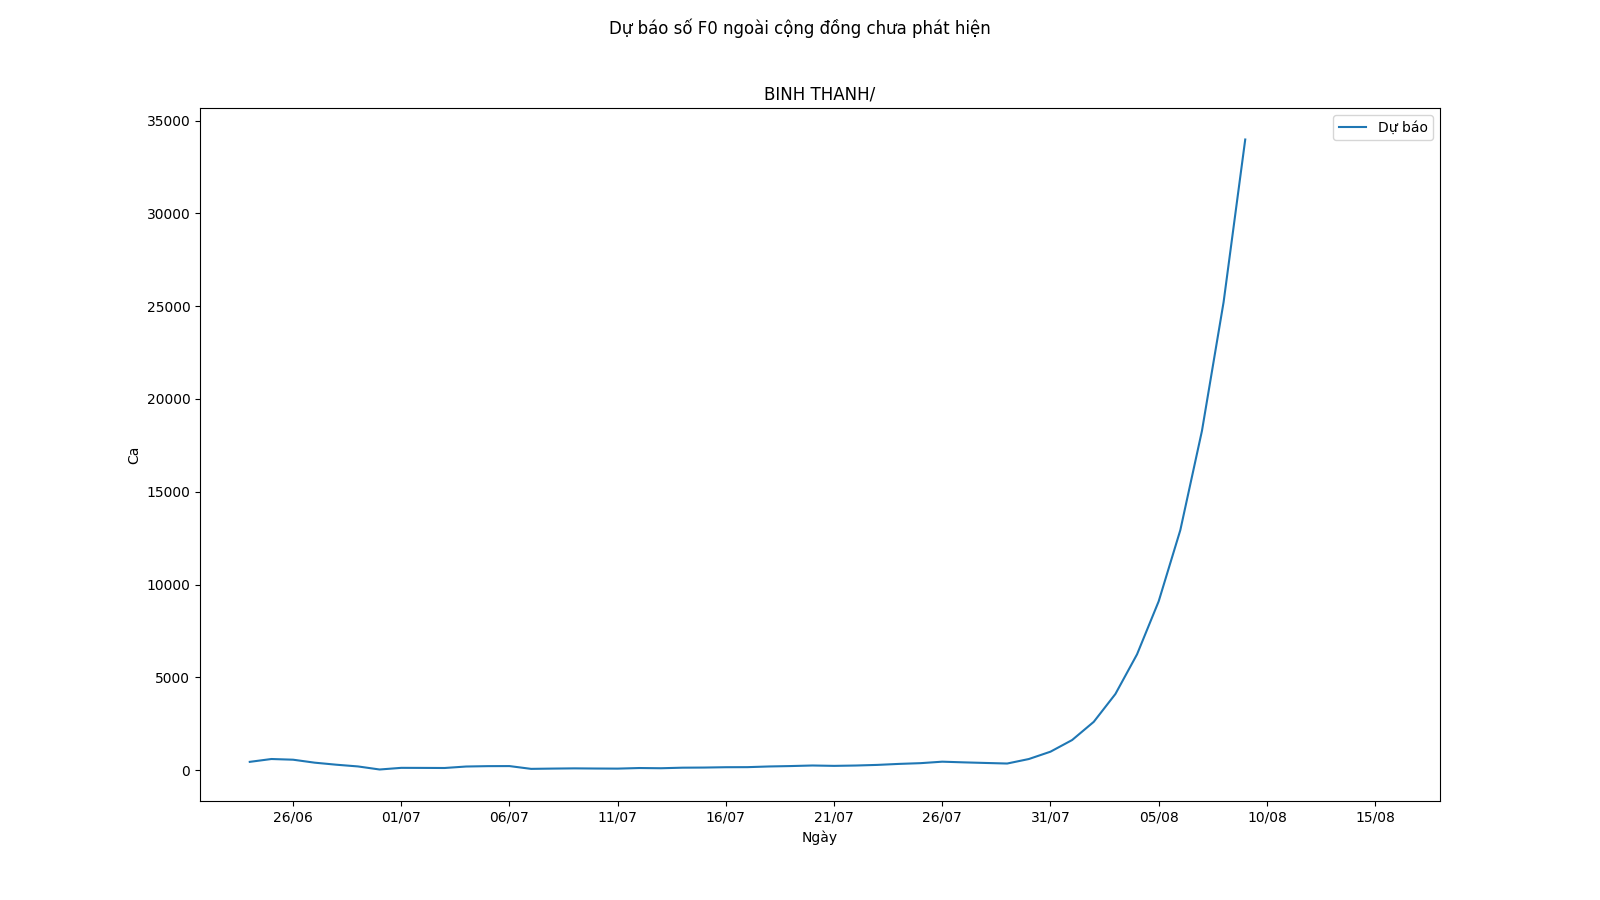 Dự báo số F0 ngoài cộng đồng chưa phát hiện
BINH THANH/
Dự báo
35000
30000
25000
20000
15000
10000
5000
0
Ca
26/06 01/07 06/07 11/07 16/07 21/07 26/07 31/07 05/08 10/08 15/08
Ngày